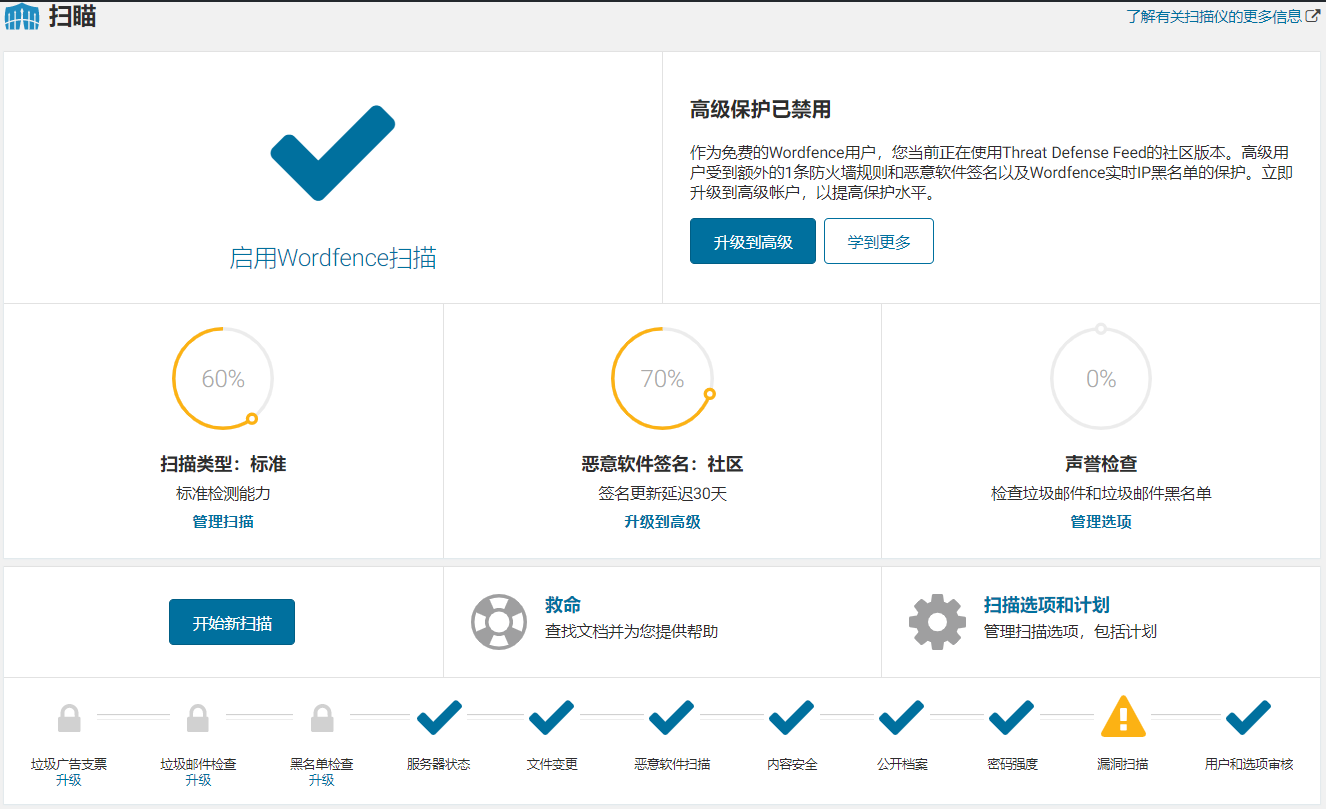 扫瞄
了解有关扫描仪的更多信息
启用Wordfence扫描
高级保护已禁用
作为免费的Wordfence用户，您当前正在使用Threat Defense Feed的社区版本。高级用
户受到额外的1条防火墙规则和恶意软件签名以及Wordfence实时IP黑名单的保护。立即
升级到高级帐户，以提高保护水平。
升级到高级
学到更多
60%
扫描类型：标准
标准检测能力
管理扫描
70%
恶意软件签名：社区
签名更新延迟30天
升级到高级
0%
声誉检查
检查垃圾邮件和垃圾邮件黑名单
管理选项
开始新扫描
救命
查找文档并为您提供帮助
扫描选项和计划
管理扫描选项，包括计划
垃圾广告支票
升级
垃圾邮件检查
升级
黑名单检查
升级
服务器状态
文件变更
恶意软件扫描
内容安全
公开档案
密码强度
漏洞扫描
用户和选项审核